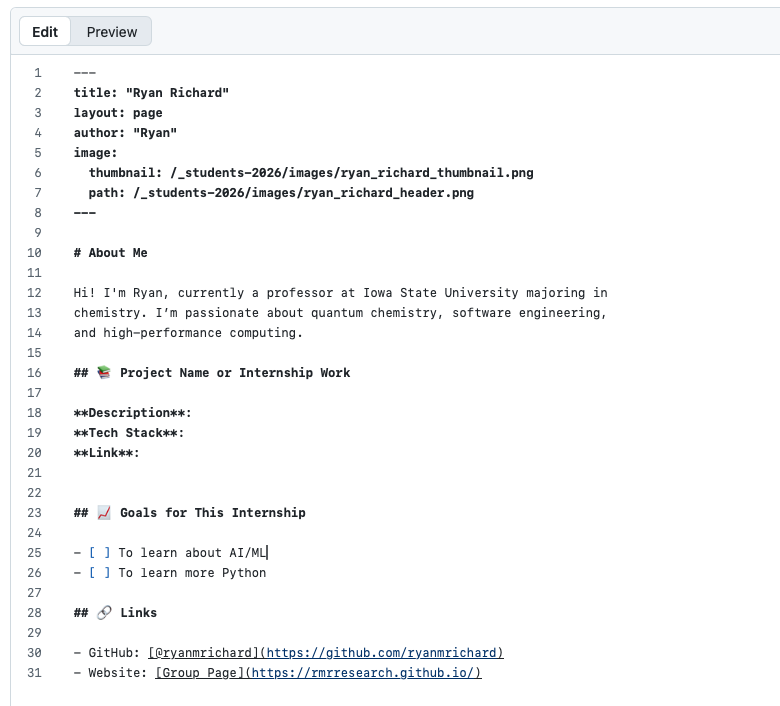 Edit Preview
1 ---
2 title: "Ryan Richard"
3 layout: page
4 author: "Ryan"
5 image:
6   thumbnail: /_students-2026/images/ryan_richard_thumbnail.png
7   path: /_students-2026/images/ryan_richard_header.png
8 ---
9
10 # About Me
11
12 Hi! I'm Ryan, currently a professor at Iowa State University majoring in
13 chemistry. I’m passionate about quantum chemistry, software engineering,
14 and high-performance computing.
15
16 ## 📚 Project Name or Internship Work
17
18 **Description**:
19 **Tech Stack**:
20 **Link**:
21
22
23 ## 📈 Goals for This Internship
24
25 - [ ] To learn about AI/ML
26 - [ ] To learn more Python
27
28 ## 🔗 Links
29
30 - GitHub: [@ryanmrichard](https://github.com/ryanmrichard)
31 - Website: [Group Page](https://rmrresearch.github.io/)